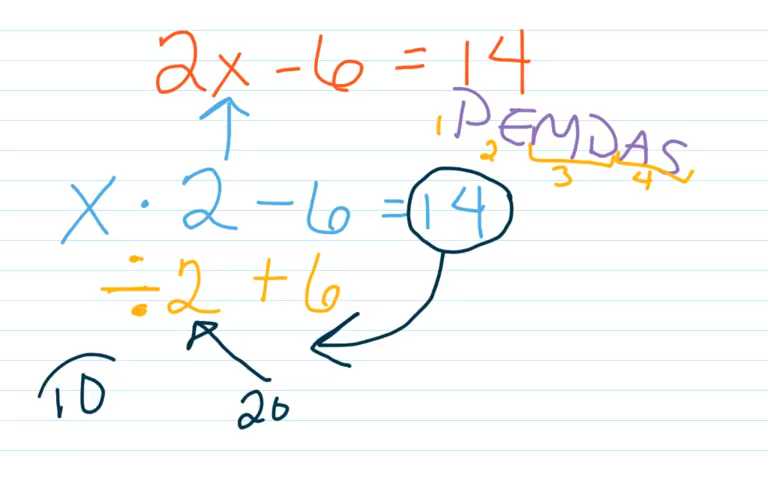 2x - 6 = 14
1 2 3 4
PEMDAS
x · 2 - 6 = 14
÷ 2 + 6
10 20